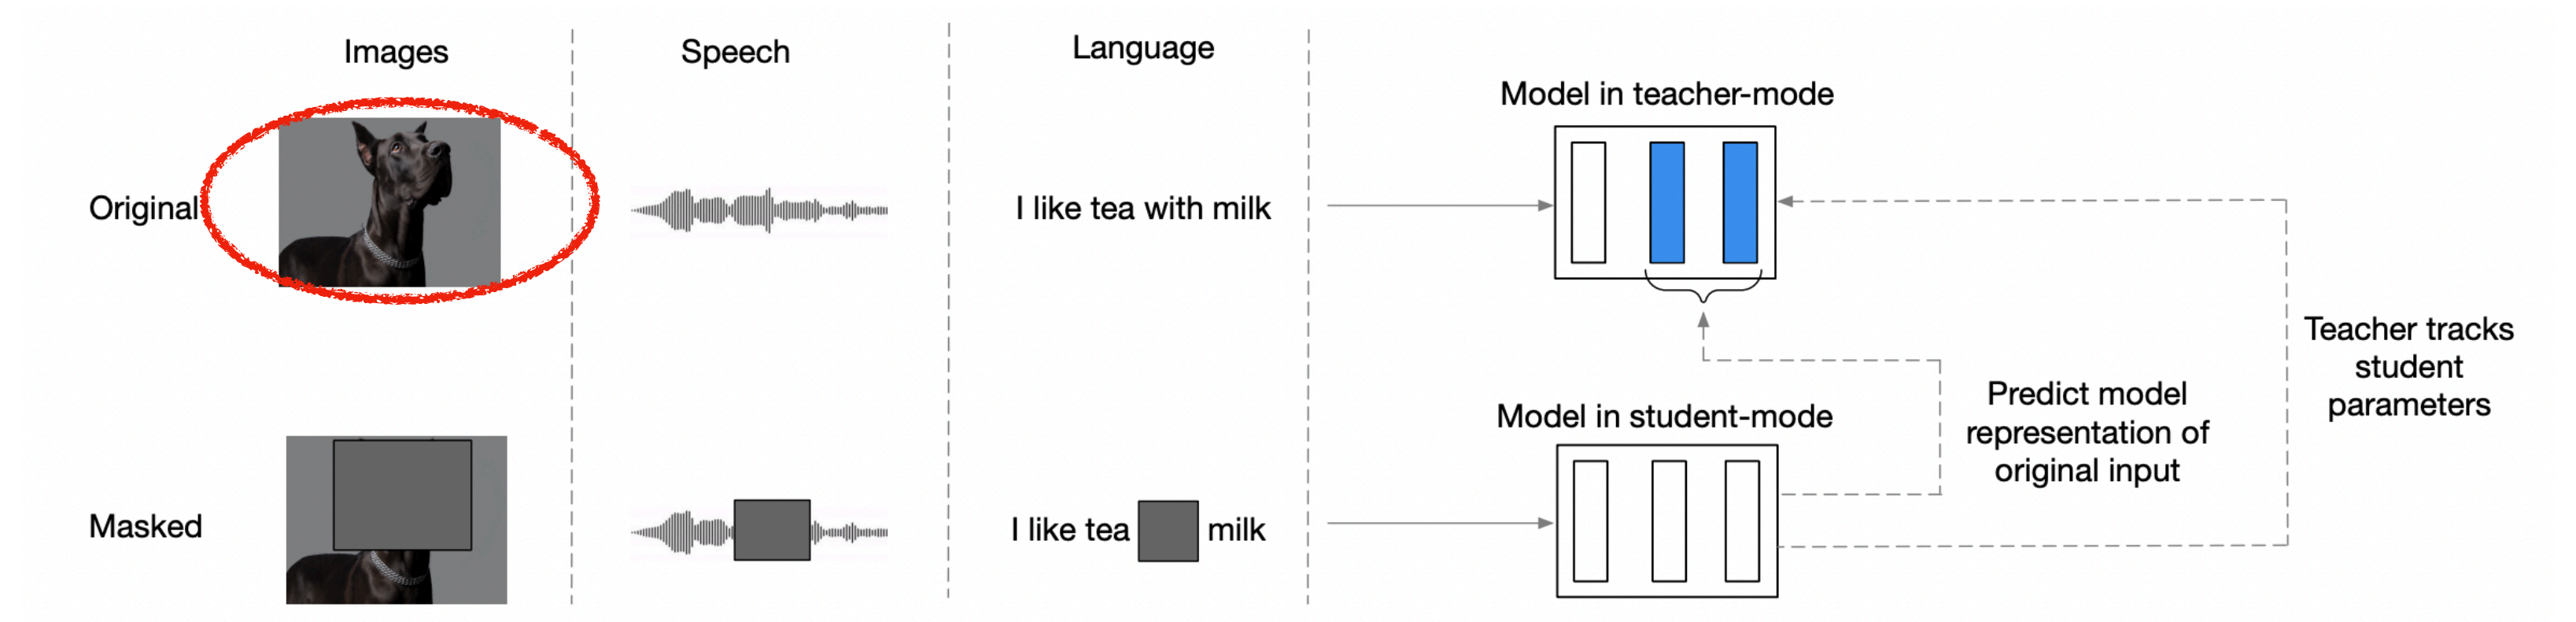 Images
Speech
Language
Original
I like tea with milk
Model in teacher-mode
Masked
I like tea milk
Model in student-mode
Predict model
representation of
original input
Teacher tracks
student
parameters